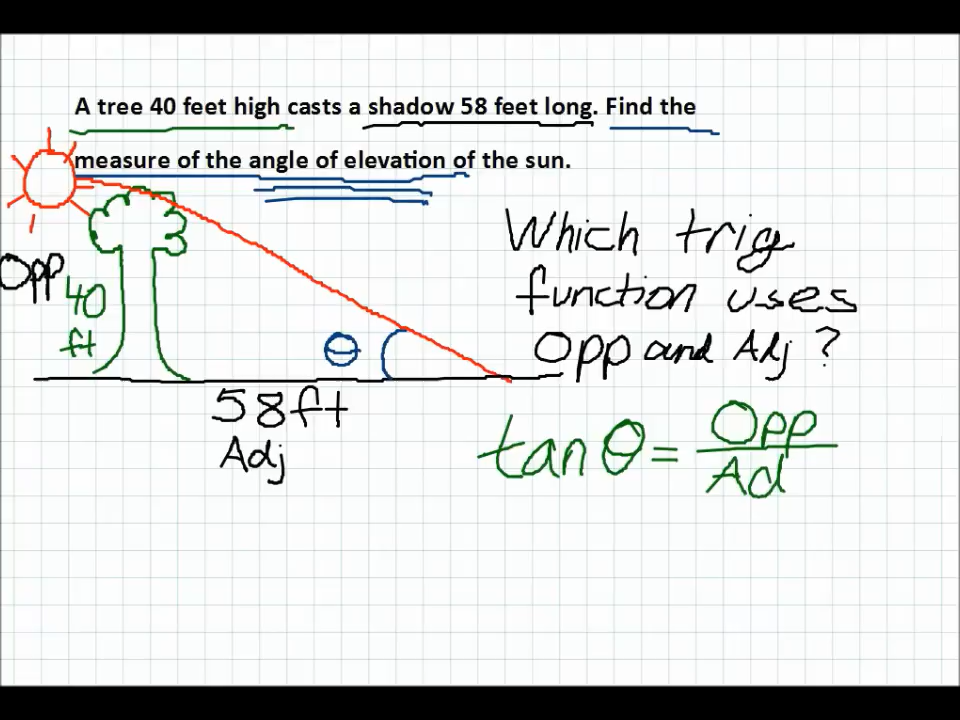 A tree 40 feet high casts a shadow 58 feet long. Find the
measure of the angle of elevation of the sun.
Which trig
function uses
Opp and Adj ?
Opp
40
ft
θ
58ft
Adj
tan θ = Opp
Ad